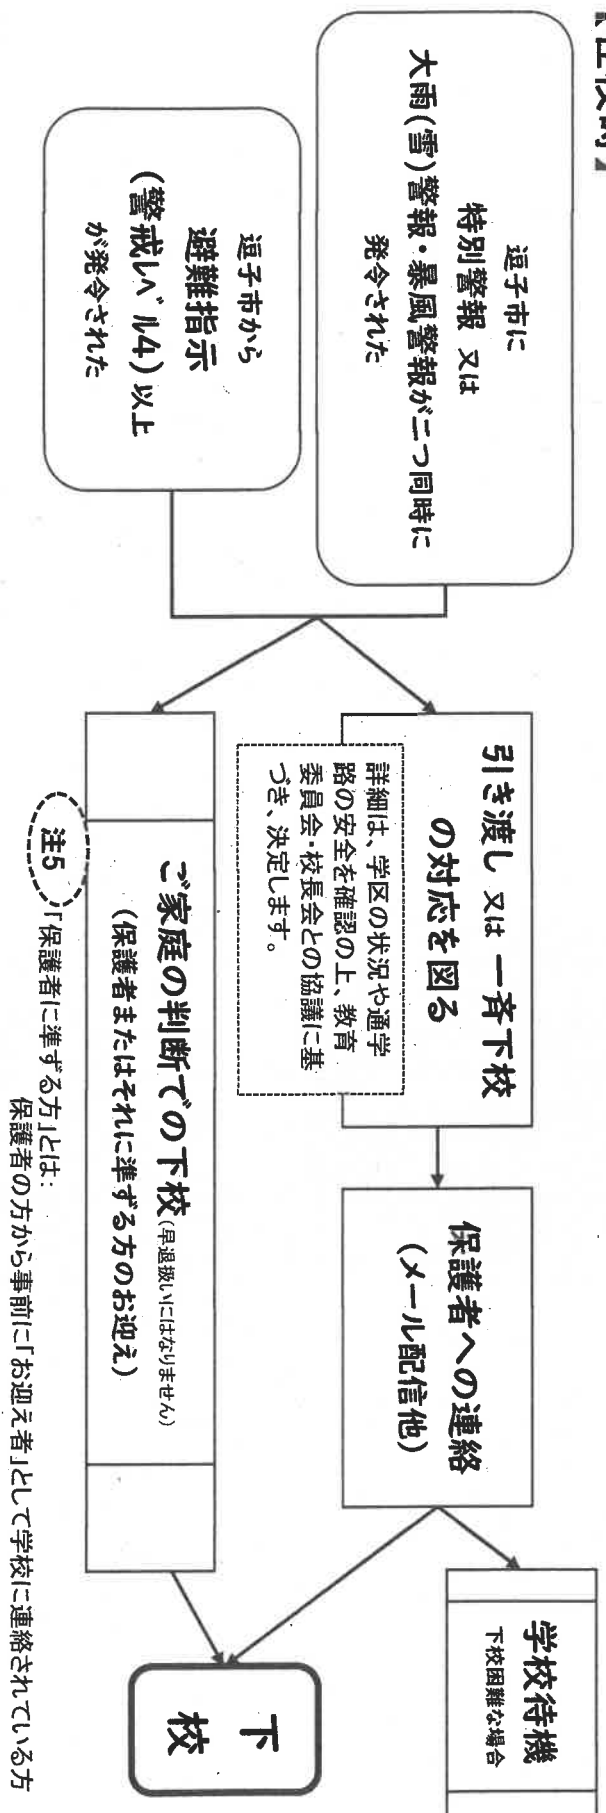 【在校時】
逗子市に
特別警報 又は
大雨(雪)警報・暴風警報が二つ同時に
発令された
逗子市から
避難指示
(警戒レベル4)以上
が発令された
引き渡し 又は 一斉下校
の対応を図る
詳細は、学区の状況や通学
路の安全を確認の上、教育
委員会・校長会との協議に基
づき、決定します。
ご家庭の判断での下校(早退扱いにはなりません)
(保護者またはそれに準ずる方のお迎え)
保護者への連絡
(メール配信他)
学校待機
下校困難な場合
下
校
注5
「保護者に準ずる方」とは:
保護者の方から事前に「お迎え者」として学校に連絡されている方